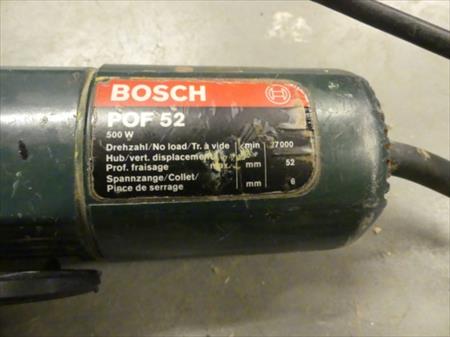 BOSCH
POF 52
500 W
Drehzahl/No load/Tr. à vide min 27000
Hub/vert. displacement/
Prof. fraisage max. mm 52
Spannzange/Collet/ mm 6
Pince de serrage